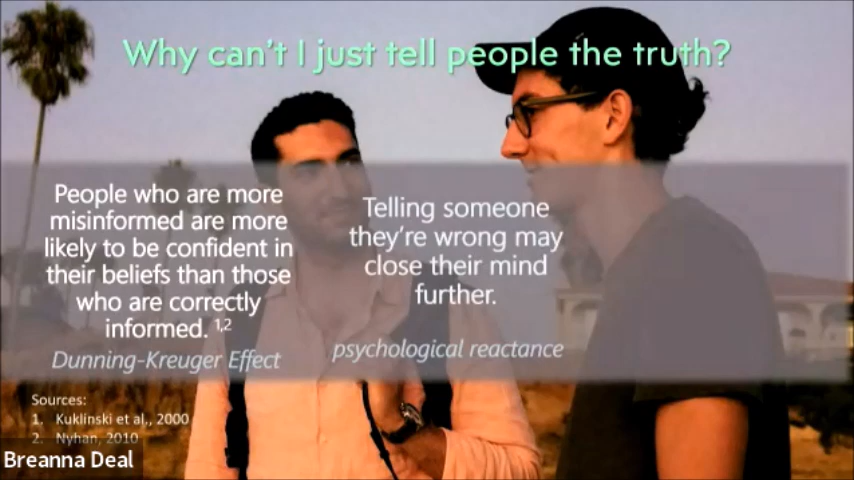 Why can't I just tell people the truth?
People who are more
misinformed are more
likely to be confident in
their beliefs than those
who are correctly
informed. 1,2
Dunning-Kreuger Effect
Telling someone
they're wrong may
close their mind
further.
psychological reactance
Sources:
1. Kuklinski et al., 2000
2. Nyhan, 2010
Breanna Deal